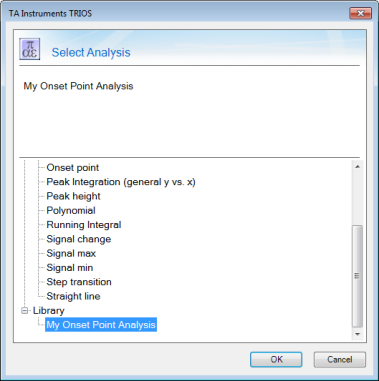 TA Instruments TRIOS
π
αε
Select Analysis
My Onset Point Analysis
Onset point
Peak Integration (general y vs. x)
Peak height
Polynomial
Running Integral
Signal change
Signal max
Signal min
Step transition
Straight line
Library
My Onset Point Analysis
OK
Cancel